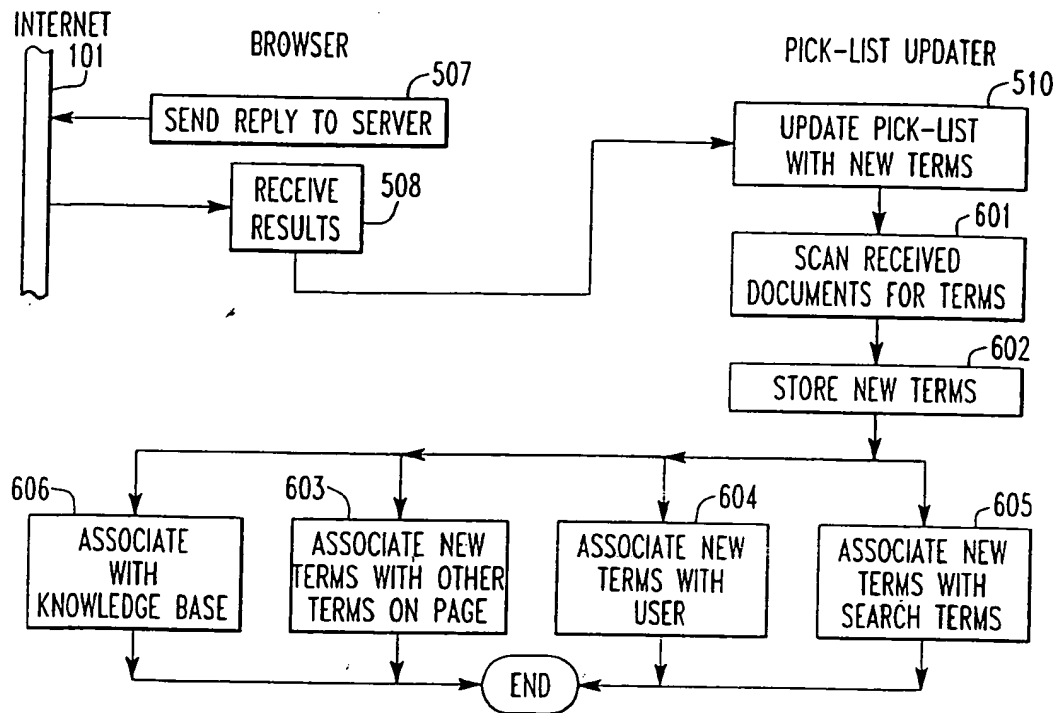 INTERNET
101
BROWSER
507
SEND REPLY TO SERVER
RECEIVE
RESULTS
508
PICK-LIST UPDATER
510
UPDATE PICK-LIST
WITH NEW TERMS
601
SCAN RECEIVED
DOCUMENTS FOR TERMS
602
STORE NEW TERMS
606
ASSOCIATE
WITH
KNOWLEDGE BASE
603
ASSOCIATE NEW
TERMS WITH OTHER
TERMS ON PAGE
604
ASSOCIATE NEW
TERMS WITH
USER
605
ASSOCIATE NEW
TERMS WITH
SEARCH TERMS
END